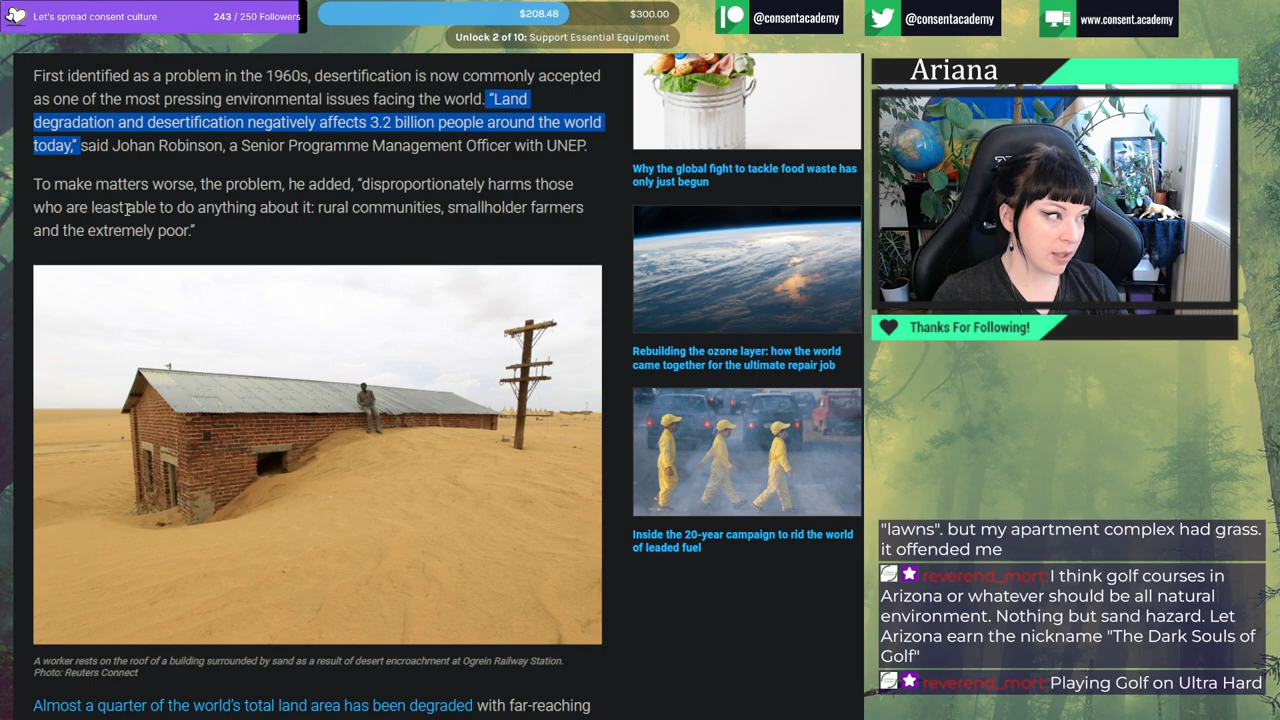 Let's spread consent culture
243 / 250 Followers
$208.48
$300.00
Unlock 2 of 10: Support Essential Equipment
@consentacademy
@consentacademy
www.consent.academy
First identified as a problem in the 1960s, desertification is now commonly accepted
as one of the most pressing environmental issues facing the world. “Land
degradation and desertification negatively affects 3.2 billion people around the world
today,” said Johan Robinson, a Senior Programme Management Officer with UNEP.
To make matters worse, the problem, he added, “disproportionately harms those
who are least able to do anything about it: rural communities, smallholder farmers
and the extremely poor.”
A worker rests on the roof of a building surrounded by sand as a result of desert encroachment at Ogrein Railway Station.
Photo: Reuters Connect
Almost a quarter of the world's total land area has been degraded with far-reaching
Why the global fight to tackle food waste has
only just begun
Rebuilding the ozone layer: how the world
came together for the ultimate repair job
Inside the 20-year campaign to rid the world
of leaded fuel
Ariana
Thanks For Following!
"lawns". but my apartment complex had grass.
it offended me
reverend_mort: I think golf courses in
Arizona or whatever should be all natural
environment. Nothing but sand hazard. Let
Arizona earn the nickname "The Dark Souls of
Golf"
reverend_mort: Playing Golf on Ultra Hard